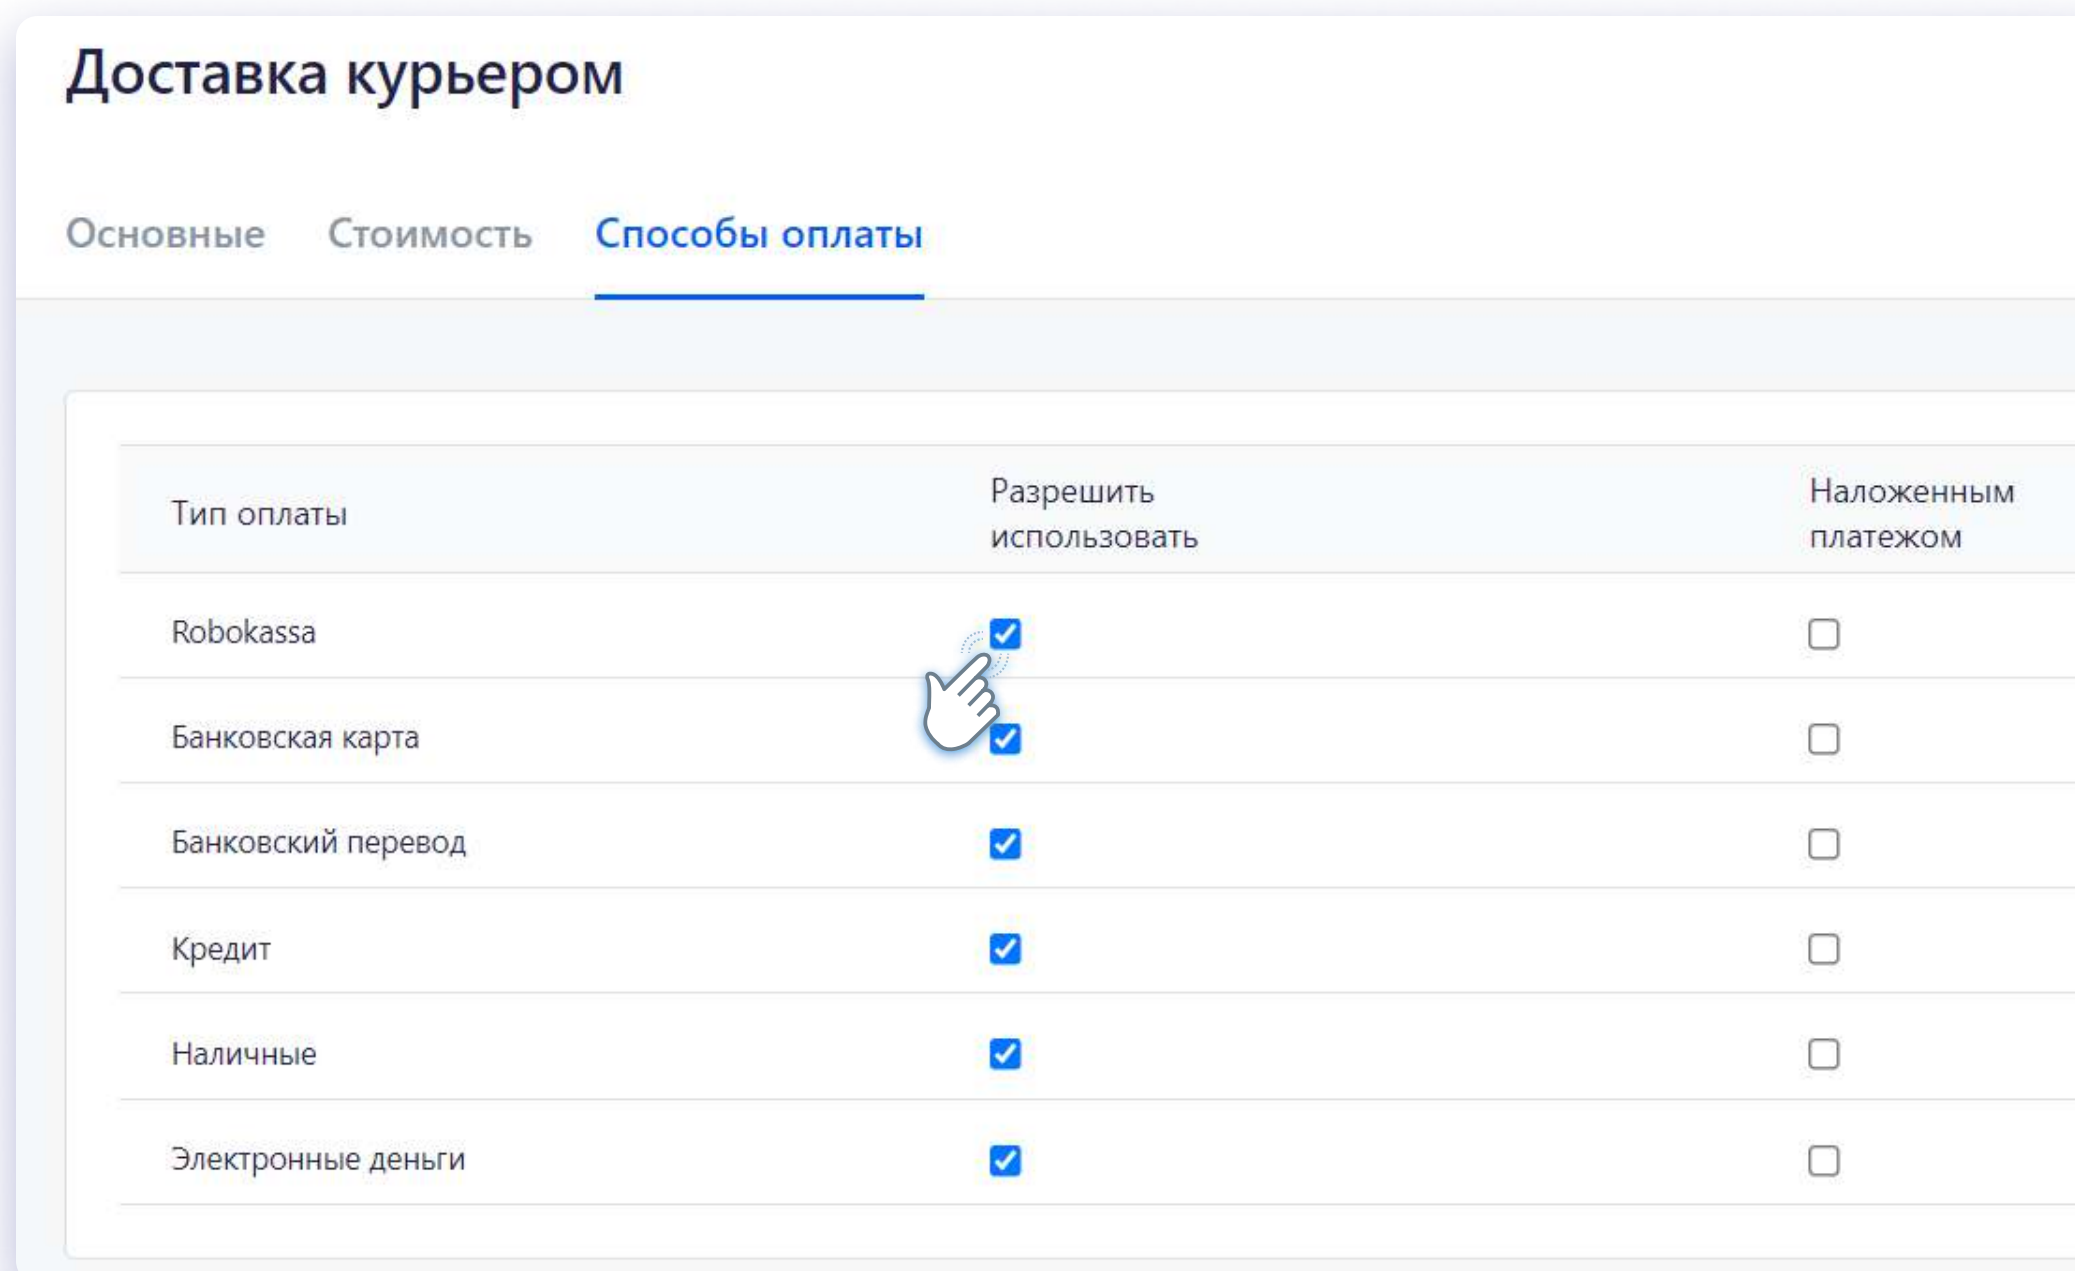 Доставка курьером
Основные Стоимость Способы оплаты
Тип оплаты
Разрешить
использовать
Наложенным
платежом
Robokassa
Банковская карта
Банковский перевод
Кредит
Наличные
Электронные деньги